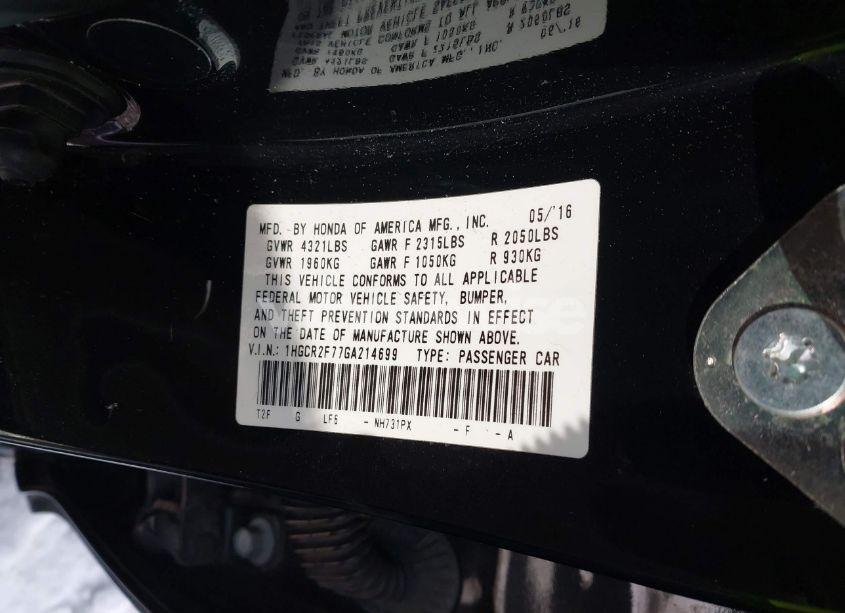 MFD. BY HONDA OF AMERICA MFG., INC. 05/'16
GVWR 4321LBS GAWR F 2315LBS R 2050LBS
GVWR 1960KG GAWR F 1050KG R 930KG
THIS VEHICLE CONFORMS TO ALL APPLICABLE
FEDERAL MOTOR VEHICLE SAFETY, BUMPER,
AND THEFT PREVENTION STANDARDS IN EFFECT
ON THE DATE OF MANUFACTURE SHOWN ABOVE.
V.I.N.: 1HGCR2F77GA214699 TYPE: PASSENGER CAR
T2F G LF6 - NH731PX - F - A